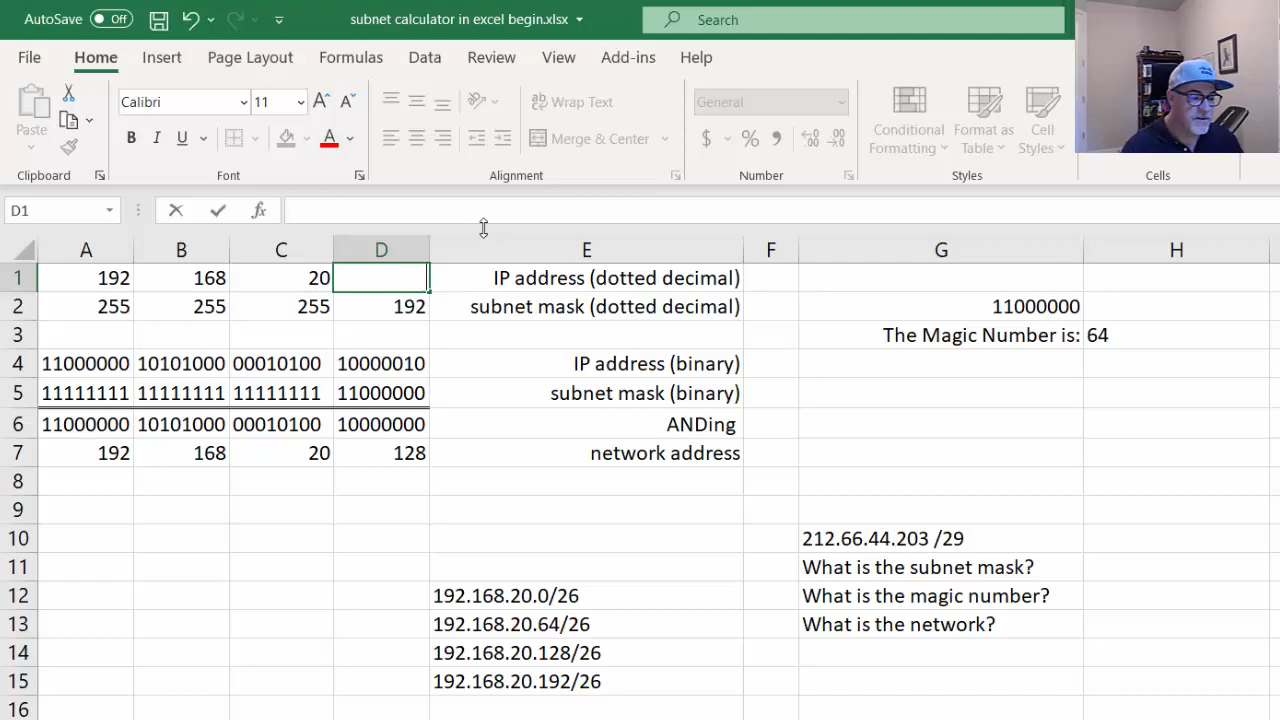 AutoSave Off subnet calculator in excel begin.xlsx Search
File Home Insert Page Layout Formulas Data Review View Add-ins Help
Paste Calibri 11 A A Wrap Text General Conditional Formatting Format as Table Cell Styles
B I U A Merge & Center $ % ,
Clipboard Font Alignment Number Styles Cells
D1 fx
A B C D E F G H
1 192 168 20 IP address (dotted decimal)
2 255 255 255 192 subnet mask (dotted decimal) 11000000
3 The Magic Number is: 64
4 11000000 10101000 00010100 10000010 IP address (binary)
5 11111111 11111111 11111111 11000000 subnet mask (binary)
6 11000000 10101000 00010100 10000000 ANDing
7 192 168 20 128 network address
8
9
10 212.66.44.203 /29
11 What is the subnet mask?
12 192.168.20.0/26 What is the magic number?
13 192.168.20.64/26 What is the network?
14 192.168.20.128/26
15 192.168.20.192/26
16